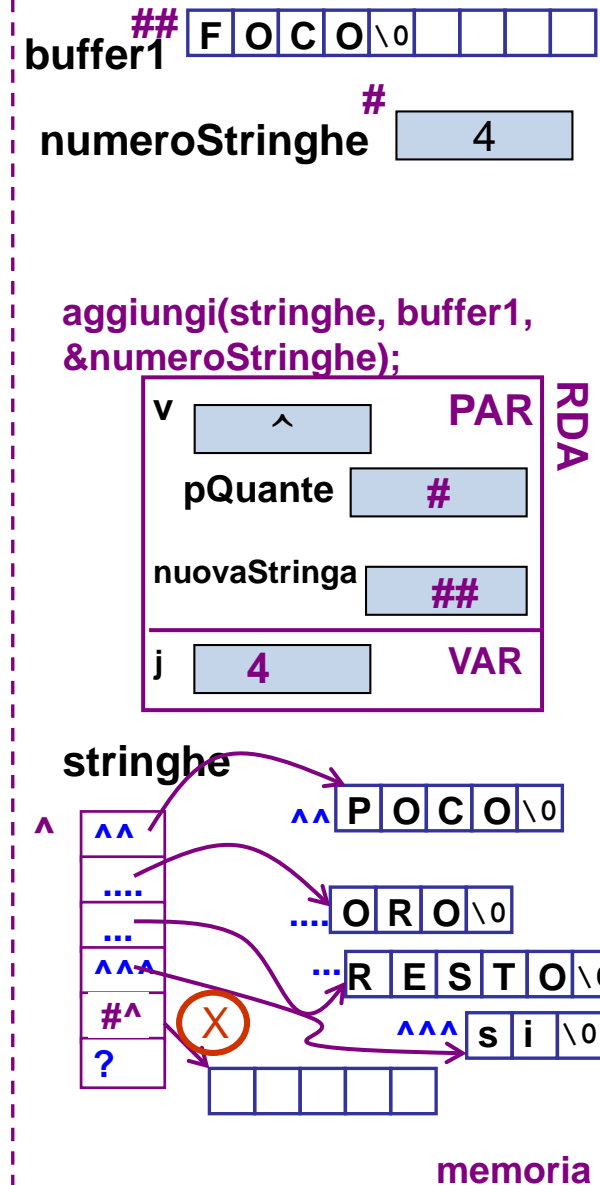 ## F O C O \0
buffer1
#
numeroStringhe 4
aggiungi(stringhe, buffer1,
&numeroStringhe);
v ^ PAR
RDA
pQuante #
nuovaStringa ##
j 4 VAR
stringhe
^ ^^ ^^ P O C O \0
.... .... O R O \0
... ... R E S T O \0
^^^ ^^^ s i \0
#^ X
?
memoria